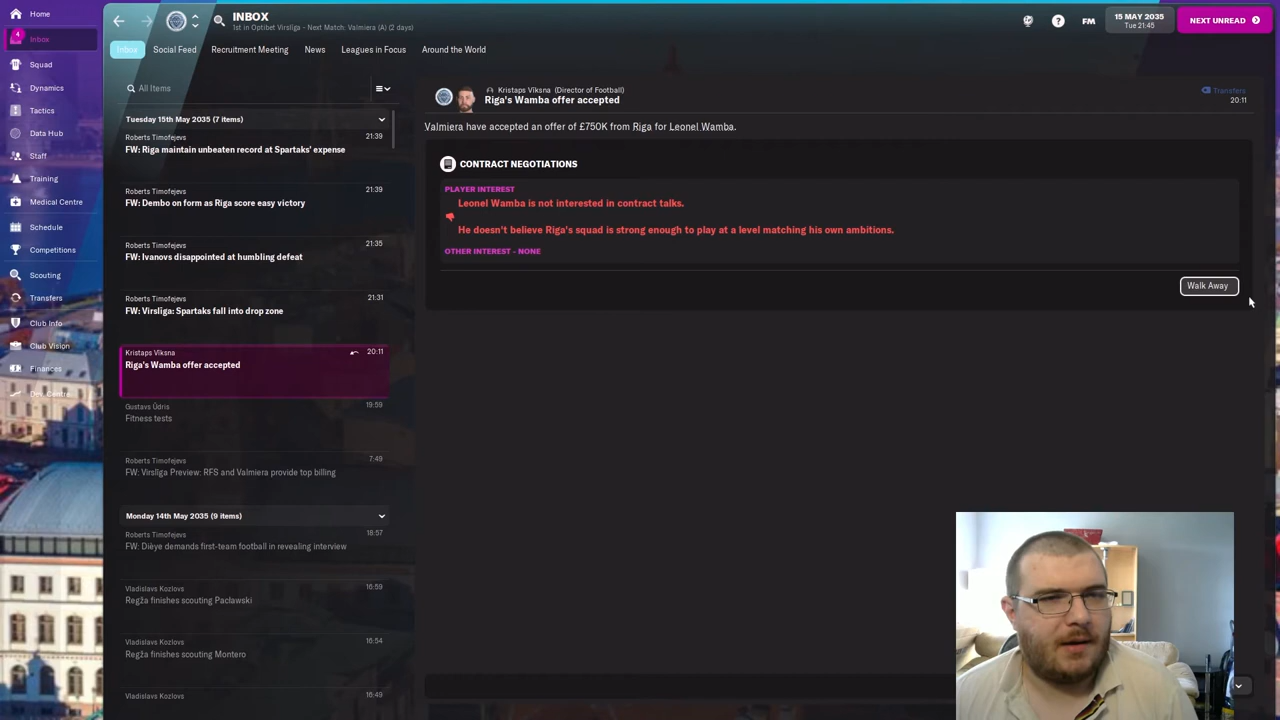 Home
4
Inbox
Squad
Dynamics
Tactics
Data Hub
Staff
Training
Medical Centre
Schedule
Competitions
Scouting
Transfers
Club Info
Club Vision
Finances
Dev. Centre
INBOX
1st in Optibet Virslīga - Next Match: Valmiera (A) (2 days)
?
FM
15 MAY 2035
Tue 21:45
NEXT UNREAD
Inbox
Social Feed
Recruitment Meeting
News
Leagues in Focus
Around the World
All Items
Tuesday 15th May 2035 (7 items)
Roberts Timofejevs
21:39
FW: Riga maintain unbeaten record at Spartaks' expense
Roberts Timofejevs
21:39
FW: Dembo on form as Riga score easy victory
Roberts Timofejevs
21:35
FW: Ivanovs disappointed at humbling defeat
Roberts Timofejevs
21:31
FW: Virslīga: Spartaks fall into drop zone
Kristaps Vīksna
20:11
Riga's Wamba offer accepted
Gustavs Ūdris
19:59
Fitness tests
Roberts Timofejevs
7:49
FW: Virslīga Preview: RFS and Valmiera provide top billing
Monday 14th May 2035 (9 items)
Roberts Timofejevs
18:57
FW: Dièye demands first-team football in revealing interview
Vladislavs Kozlovs
16:59
Regža finishes scouting Pacławski
Vladislavs Kozlovs
16:54
Regža finishes scouting Montero
Vladislavs Kozlovs
16:49
Kristaps Vīksna (Director of Football)
Riga's Wamba offer accepted
Transfers
20:11
Valmiera have accepted an offer of £750K from Riga for Leonel Wamba.
CONTRACT NEGOTIATIONS
PLAYER INTEREST
Leonel Wamba is not interested in contract talks.
He doesn't believe Riga's squad is strong enough to play at a level matching his own ambitions.
OTHER INTEREST - NONE
Walk Away